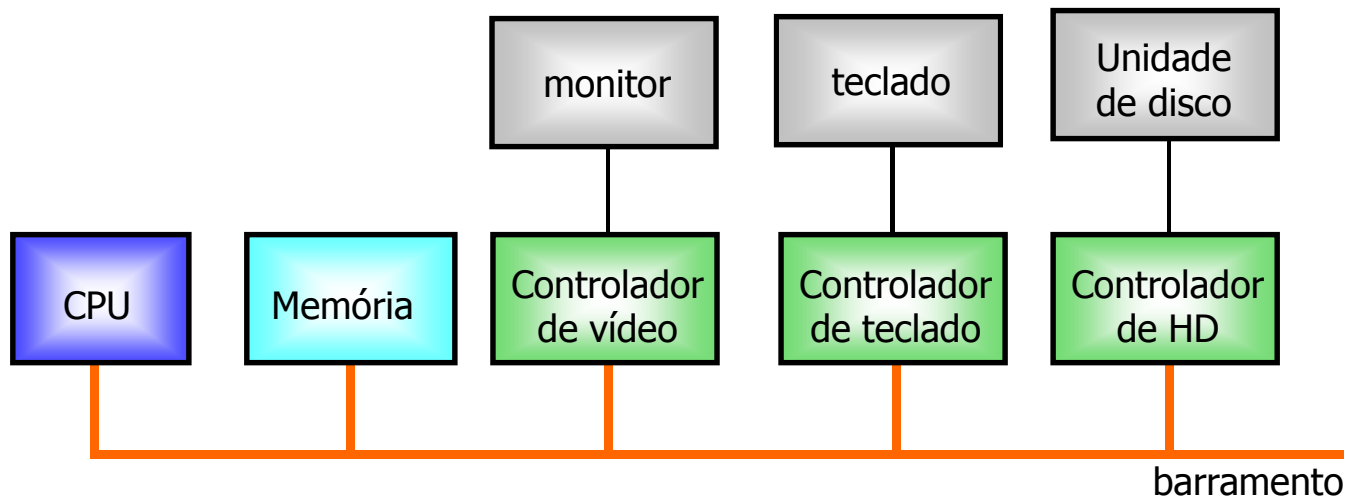 monitor
teclado
Unidade
de disco
CPU
Memória
Controlador
de vídeo
Controlador
de teclado
Controlador
de HD
barramento